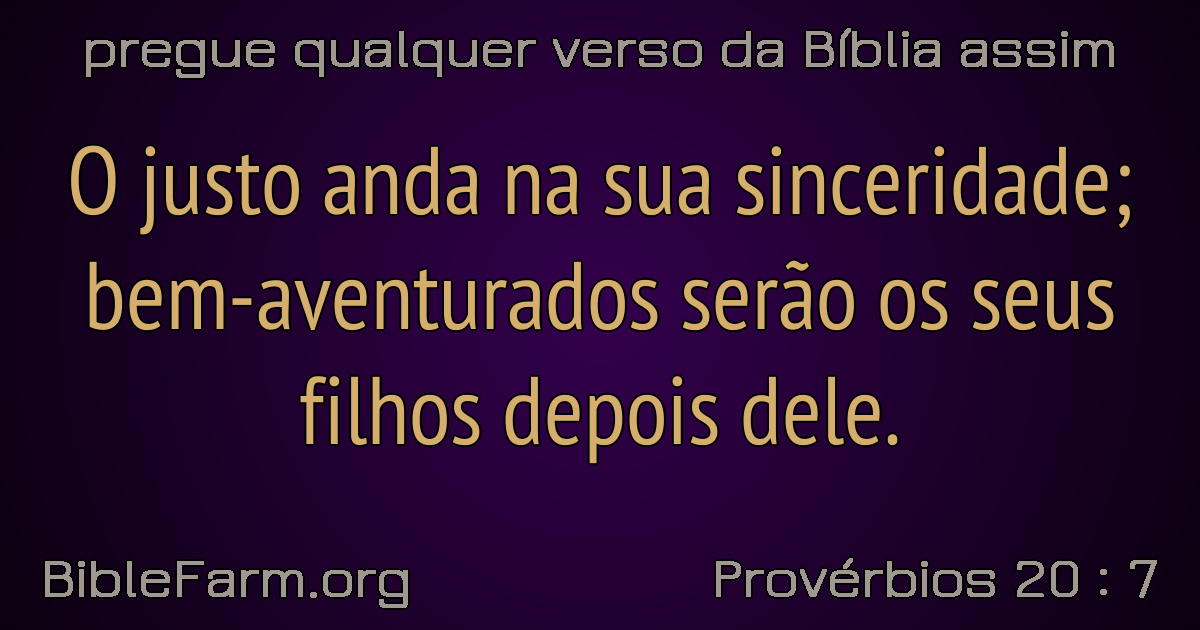 pregue qualquer verso da Bíblia assim
O justo anda na sua sinceridade;
bem-aventurados serão os seus
filhos depois dele.
BibleFarm.org
Provérbios 20 : 7